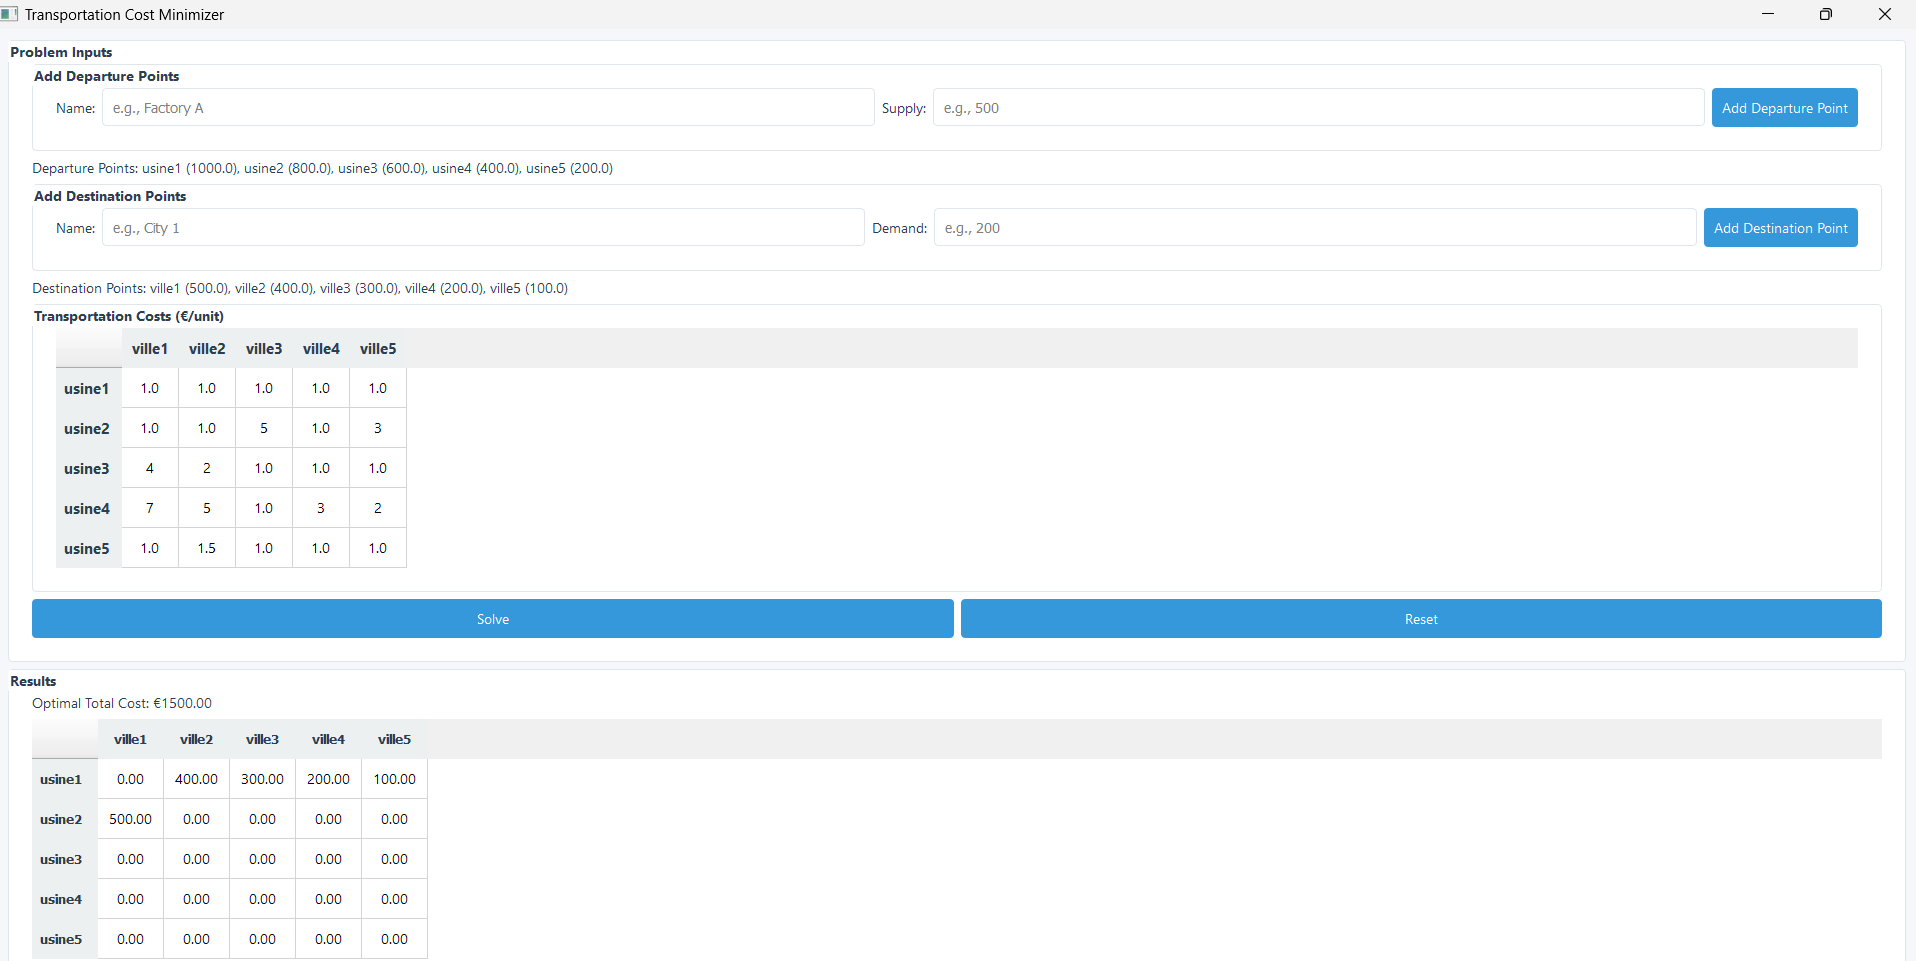 Transportation Cost Minimizer
Problem Inputs
Add Departure Points
Name: e.g., Factory A Supply: e.g., 500 Add Departure Point
Departure Points: usine1 (1000.0), usine2 (800.0), usine3 (600.0), usine4 (400.0), usine5 (200.0)
Add Destination Points
Name: e.g., City 1 Demand: e.g., 200 Add Destination Point
Destination Points: ville1 (500.0), ville2 (400.0), ville3 (300.0), ville4 (200.0), ville5 (100.0)
Transportation Costs (€/unit)
ville1 ville2 ville3 ville4 ville5
usine1 1.0 1.0 1.0 1.0 1.0
usine2 1.0 1.0 5 1.0 3
usine3 4 2 1.0 1.0 1.0
usine4 7 5 1.0 3 2
usine5 1.0 1.5 1.0 1.0 1.0
Solve Reset
Results
Optimal Total Cost: €1500.00
ville1 ville2 ville3 ville4 ville5
usine1 0.00 400.00 300.00 200.00 100.00
usine2 500.00 0.00 0.00 0.00 0.00
usine3 0.00 0.00 0.00 0.00 0.00
usine4 0.00 0.00 0.00 0.00 0.00
usine5 0.00 0.00 0.00 0.00 0.00